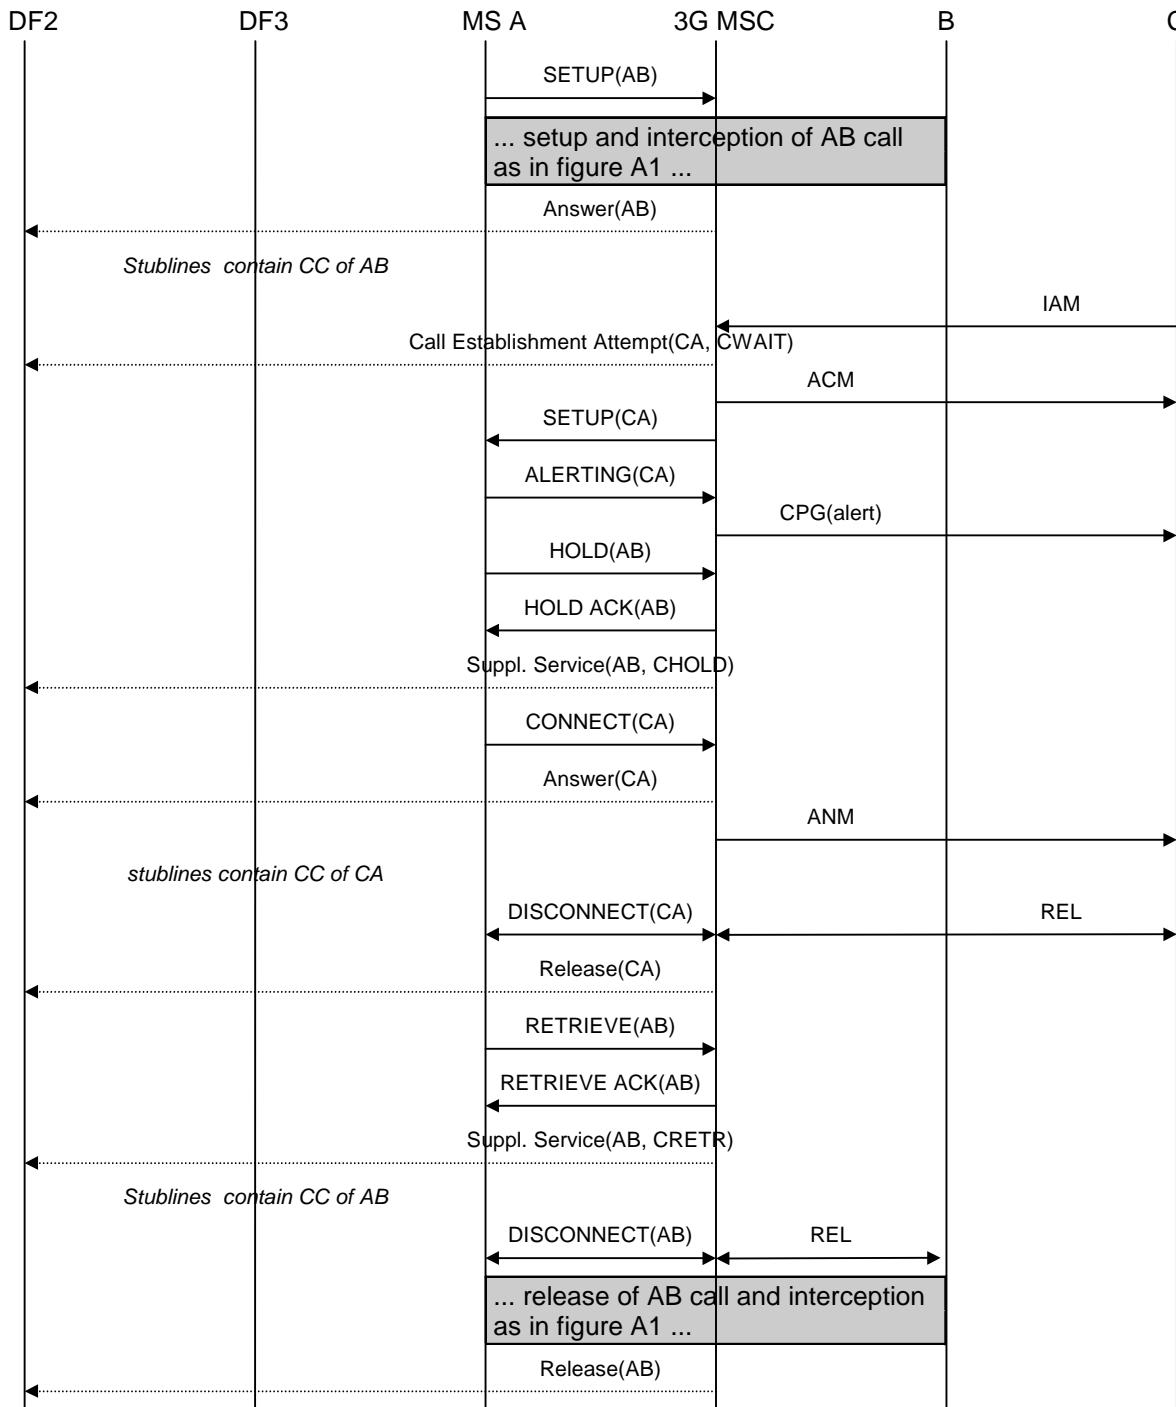 DF2 DF3 MS A 3G MSC B C
SETUP(AB)
... setup and interception of AB call
as in figure A1 ...
Answer(AB)
Stublines contain CC of AB
IAM
Call Establishment Attempt(CA, CWAIT)
ACM
SETUP(CA)
ALERTING(CA)
CPG(alert)
HOLD(AB)
HOLD ACK(AB)
Suppl. Service(AB, CHOLD)
CONNECT(CA)
Answer(CA)
ANM
stublines contain CC of CA
DISCONNECT(CA) REL
Release(CA)
RETRIEVE(AB)
RETRIEVE ACK(AB)
Suppl. Service(AB, CRETR)
Stublines contain CC of AB
DISCONNECT(AB) REL
... release of AB call and interception
as in figure A1 ...
Release(AB)